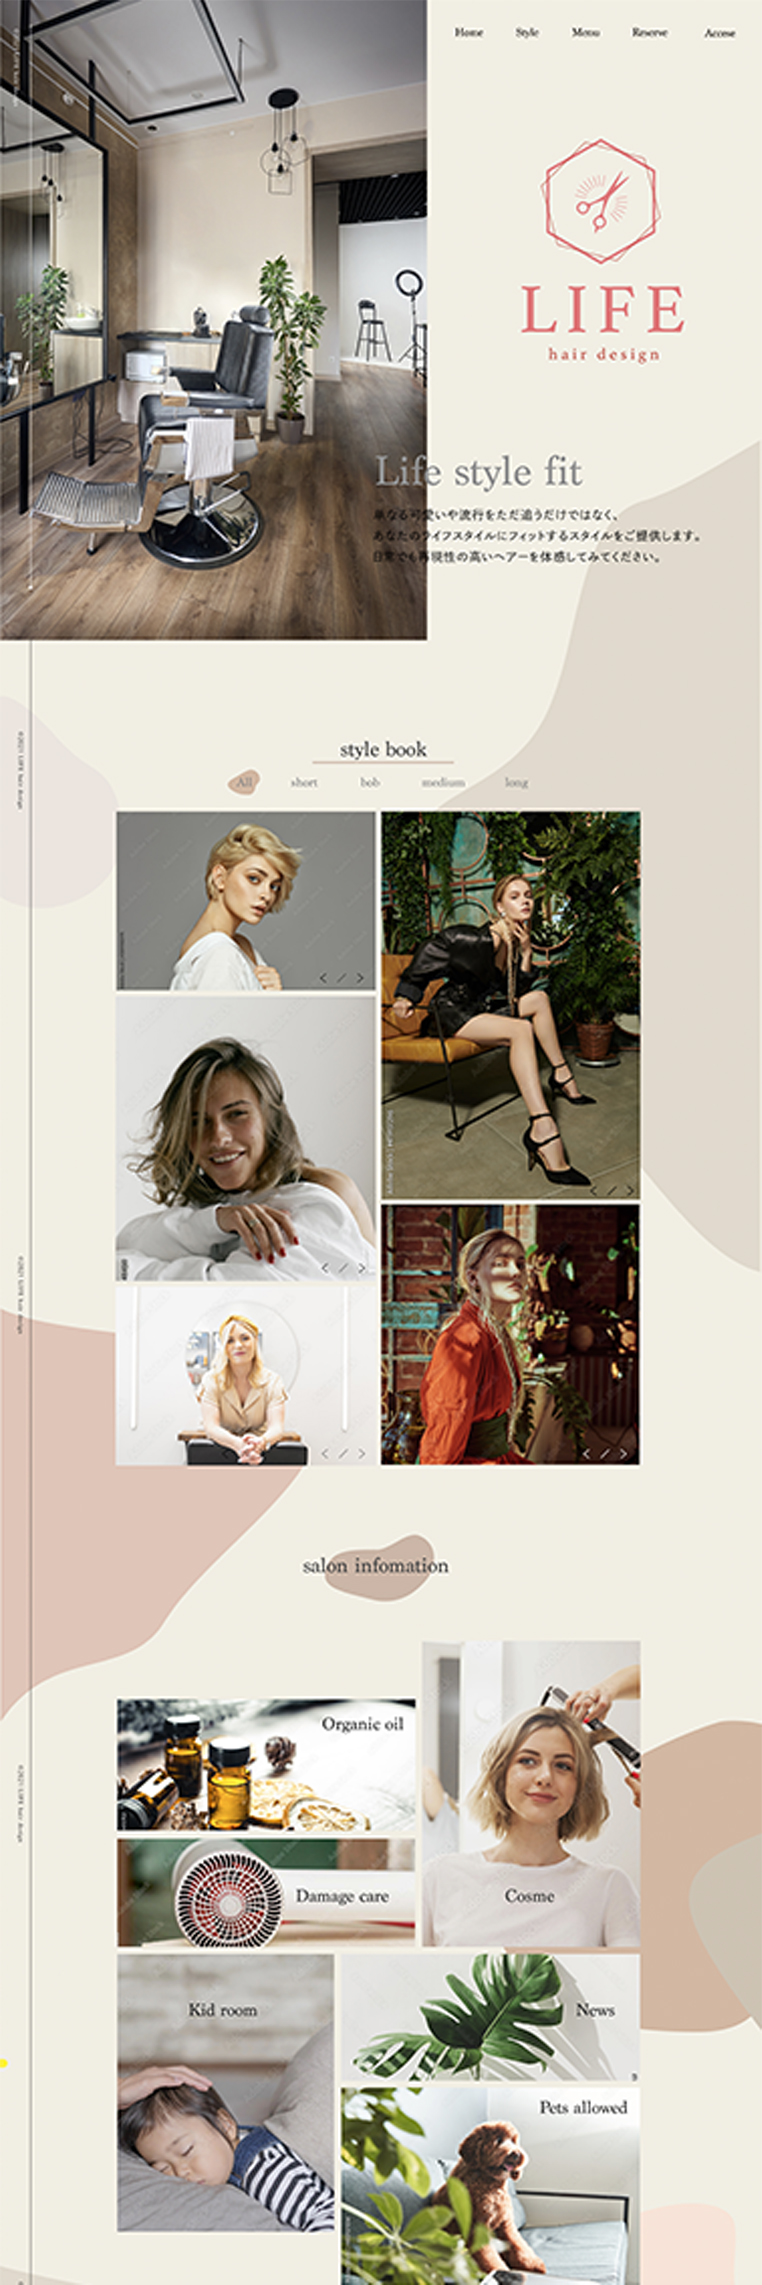 Home Style Menu Reserve Accese
LIFE
hair design
Life style fit
単なる可愛いや流行をただ追うだけではなく、
あなたのライフスタイルにフィットするスタイルをご提供します。
日常でも再現性の高いヘアーを体感してみてください。
style book
All short bob medium long
©2021 LIFE hair design
©2021 LIFE hair design
salon infomation
Organic oil
Damage care
Cosme
©2021 LIFE hair design
Kid room
News
Pets allowed